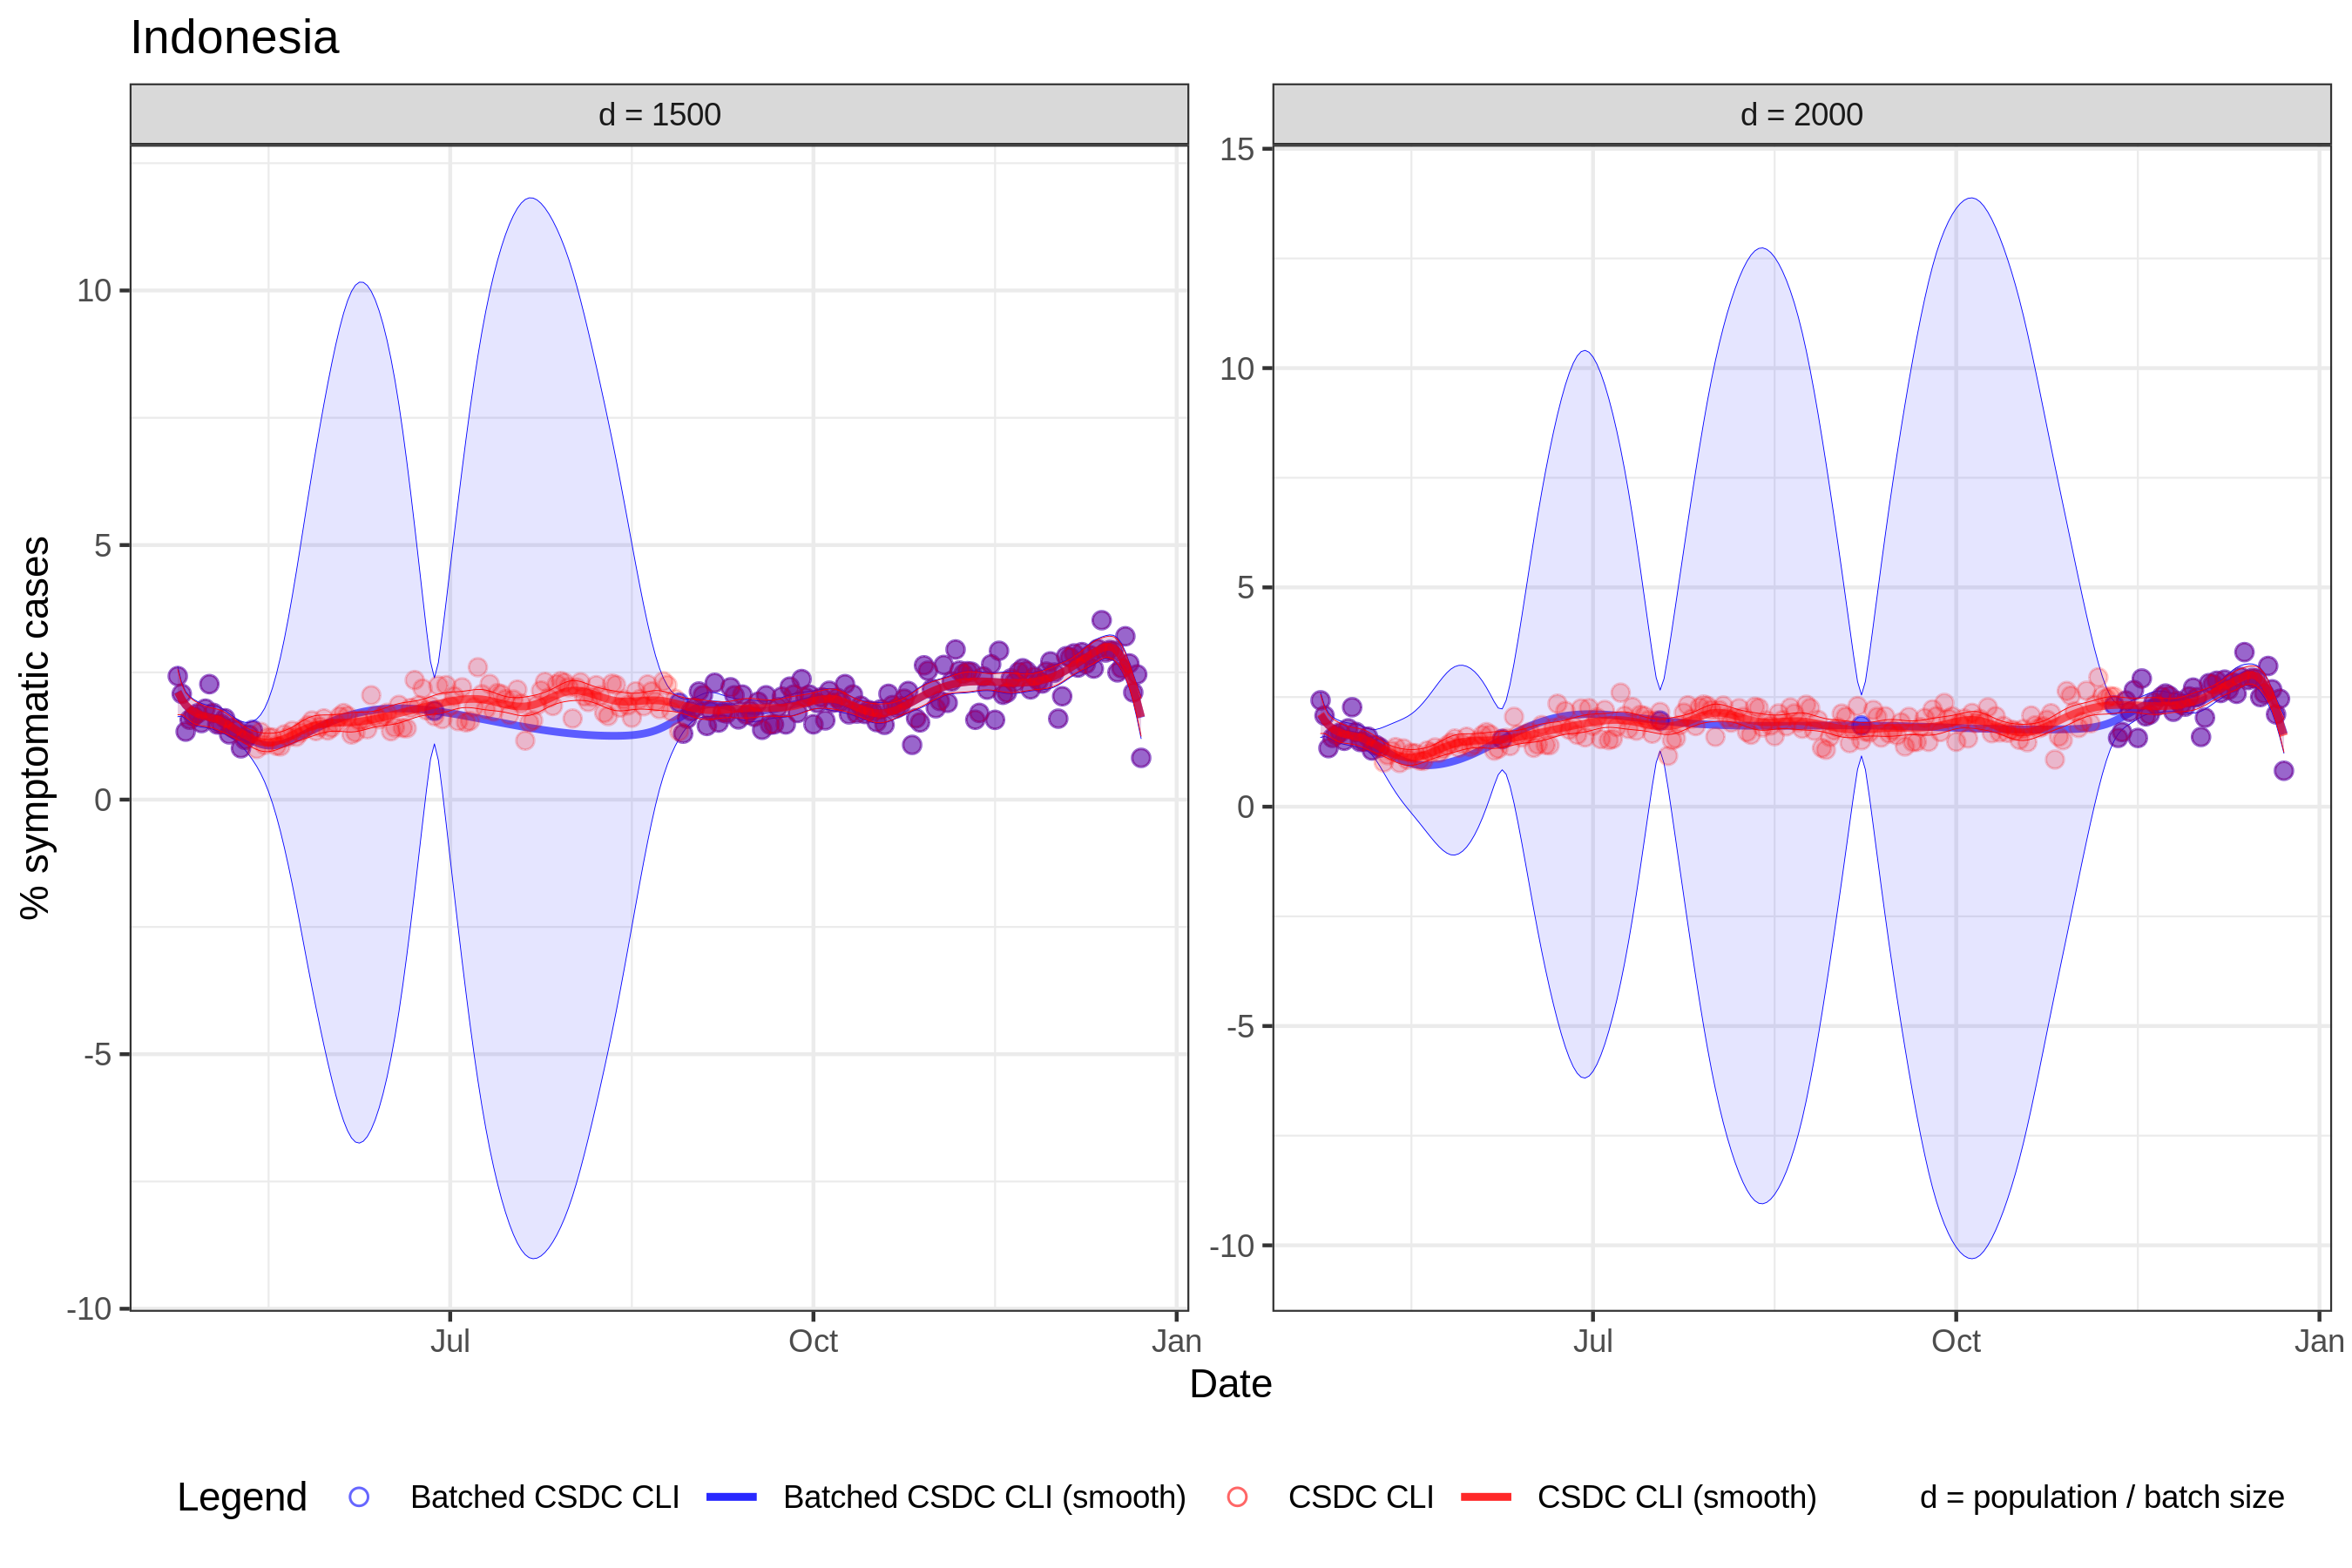 Indonesia
d = 1500
d = 2000
% symptomatic cases
10
5
0
-5
-10
15
10
5
0
-5
-10
Jul
Oct
Jan
Jul
Oct
Jan
Date
Legend
Batched CSDC CLI
Batched CSDC CLI (smooth)
CSDC CLI
CSDC CLI (smooth)
d = population / batch size